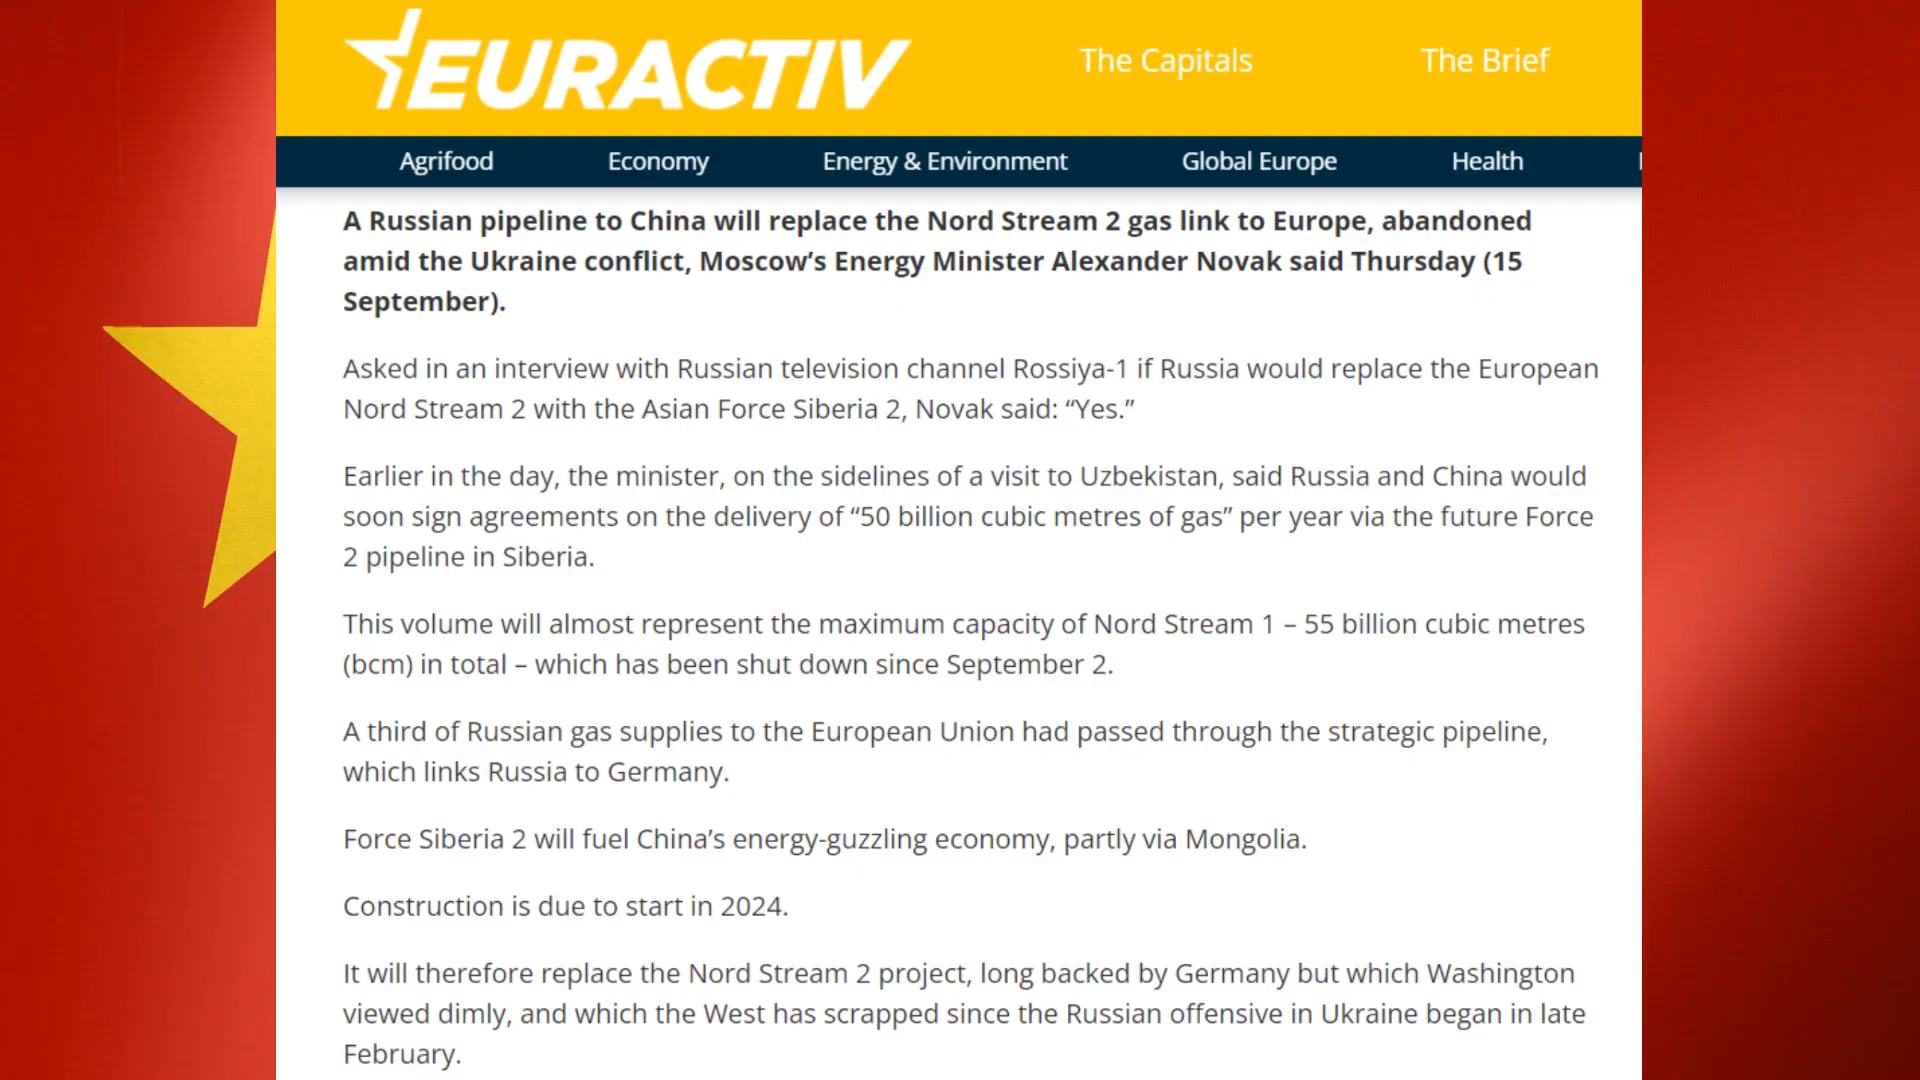 EURACTIV
The Capitals
The Brief
Agrifood
Economy
Energy & Environment
Global Europe
Health
A Russian pipeline to China will replace the Nord Stream 2 gas link to Europe, abandoned
amid the Ukraine conflict, Moscow’s Energy Minister Alexander Novak said Thursday (15
September).
Asked in an interview with Russian television channel Rossiya-1 if Russia would replace the European
Nord Stream 2 with the Asian Force Siberia 2, Novak said: “Yes.”
Earlier in the day, the minister, on the sidelines of a visit to Uzbekistan, said Russia and China would
soon sign agreements on the delivery of “50 billion cubic metres of gas” per year via the future Force
2 pipeline in Siberia.
This volume will almost represent the maximum capacity of Nord Stream 1 – 55 billion cubic metres
(bcm) in total – which has been shut down since September 2.
A third of Russian gas supplies to the European Union had passed through the strategic pipeline,
which links Russia to Germany.
Force Siberia 2 will fuel China’s energy-guzzling economy, partly via Mongolia.
Construction is due to start in 2024.
It will therefore replace the Nord Stream 2 project, long backed by Germany but which Washington
viewed dimly, and which the West has scrapped since the Russian offensive in Ukraine began in late
February.